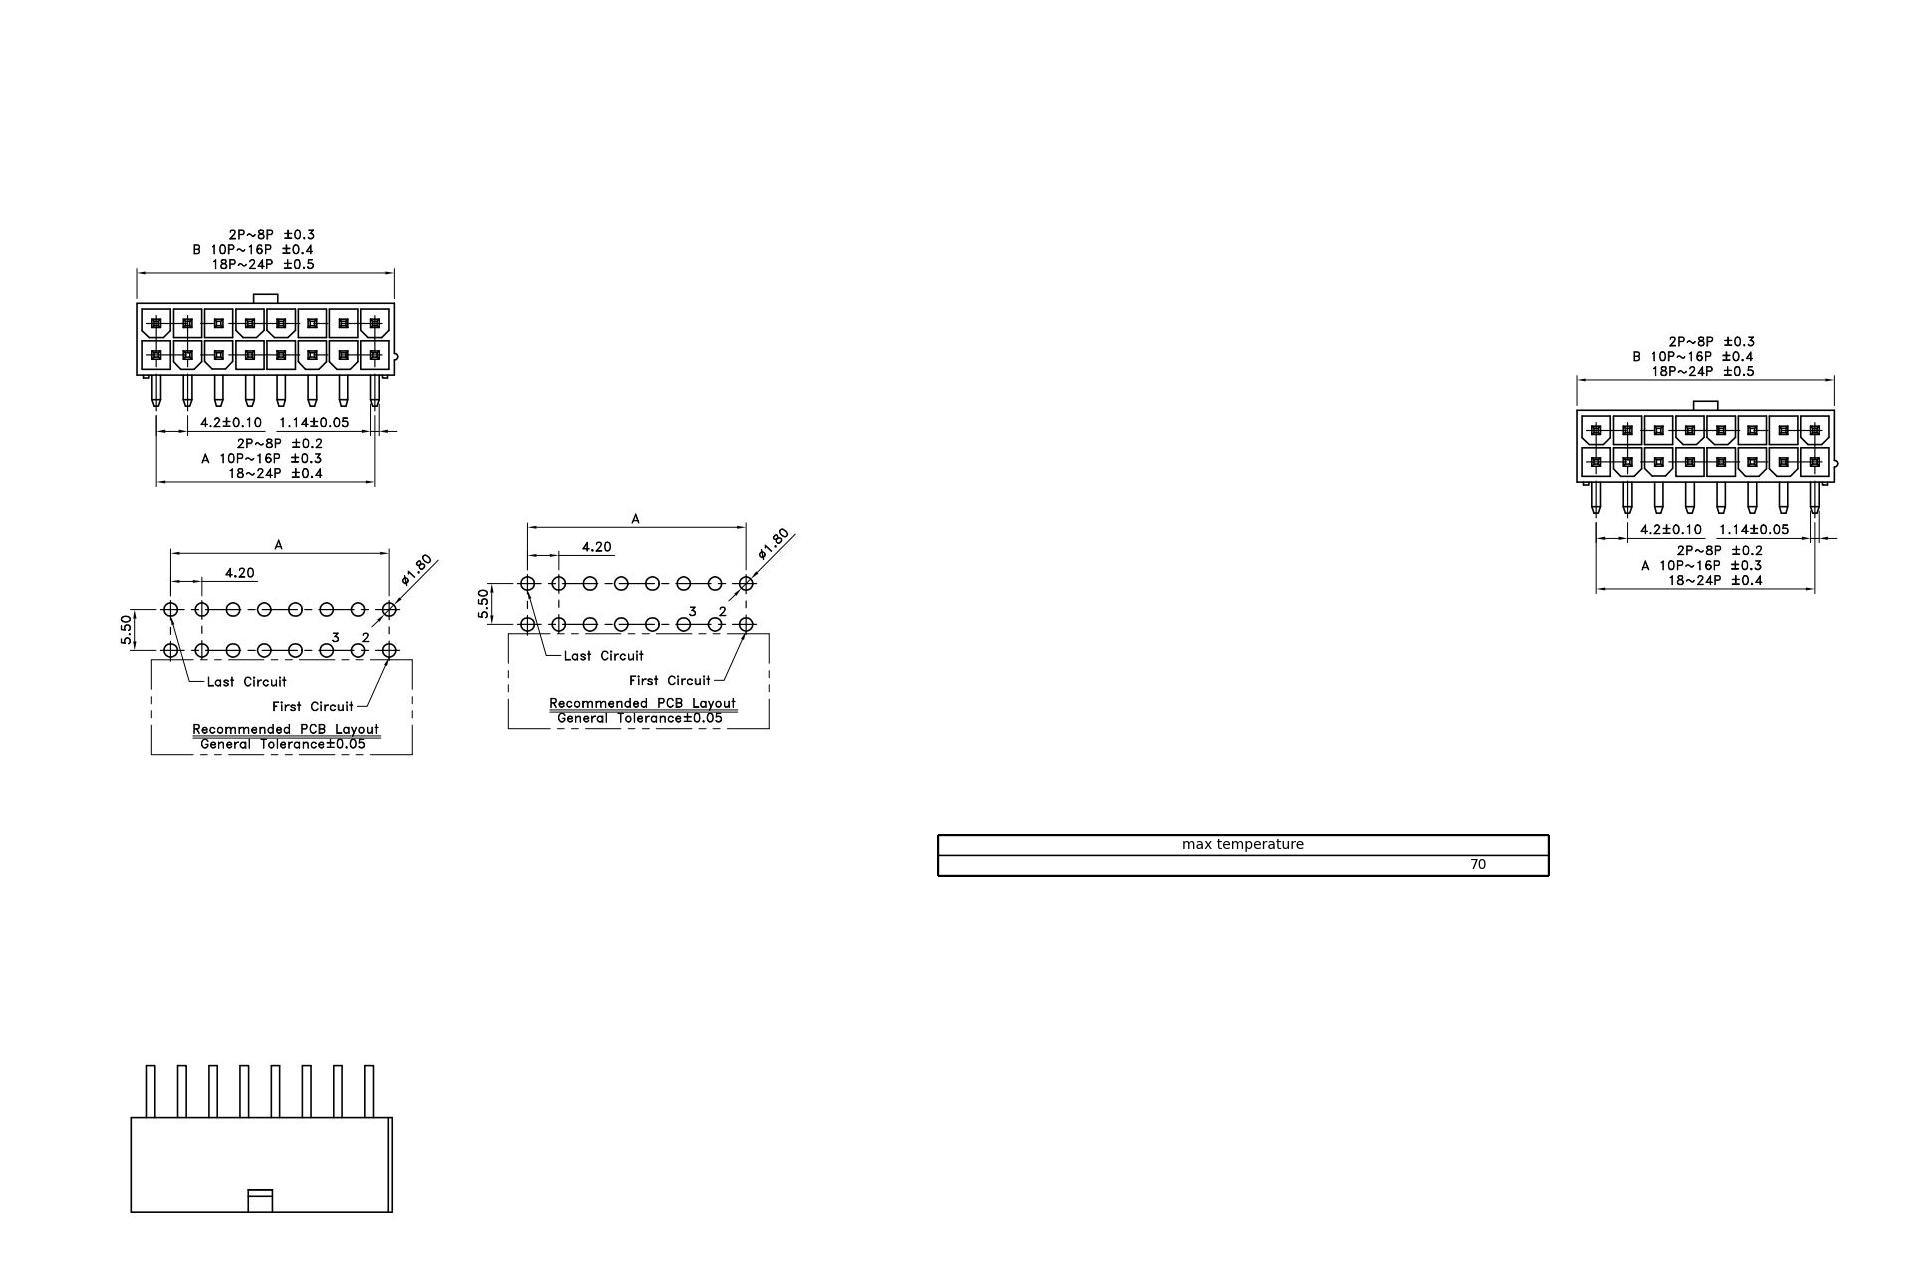 2P~8P ±0.3
B 10P~16P ±0.4
18P~24P ±0.5
4.2±0.10 1.14±0.05
2P~8P ±0.2
A 10P~16P ±0.3
18~24P ±0.4
2P~8P ±0.3
B 10P~16P ±0.4
18P~24P ±0.5
4.2±0.10 1.14±0.05
2P~8P ±0.2
A 10P~16P ±0.3
18~24P ±0.4
A
4.20
ø1.80
5.50
3 2
Last Circuit
First Circuit
Recommended PCB Layout
General Tolerance±0.05
A
4.20
ø1.80
5.50
3 2
Last Circuit
First Circuit
Recommended PCB Layout
General Tolerance±0.05
max temperature
70